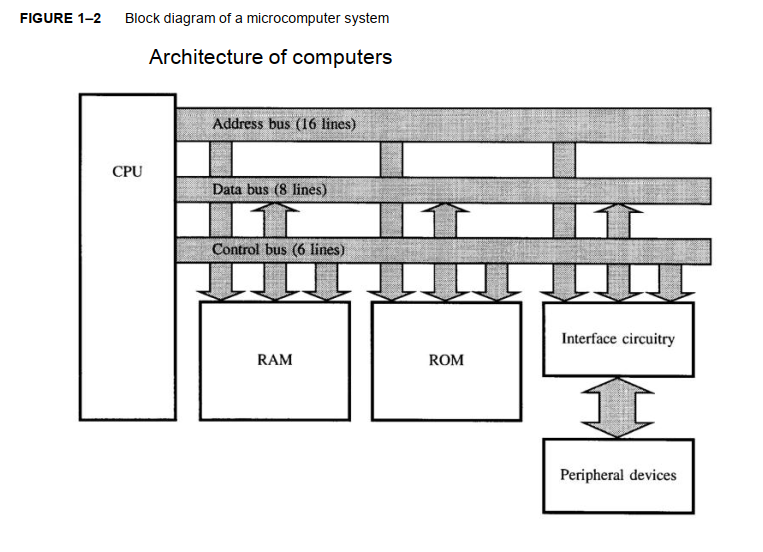 FIGURE 1–2 Block diagram of a microcomputer system
Architecture of computers
Address bus (16 lines)
CPU
Data bus (8 lines)
Control bus (6 lines)
Interface circuitry
RAM
ROM
Peripheral devices